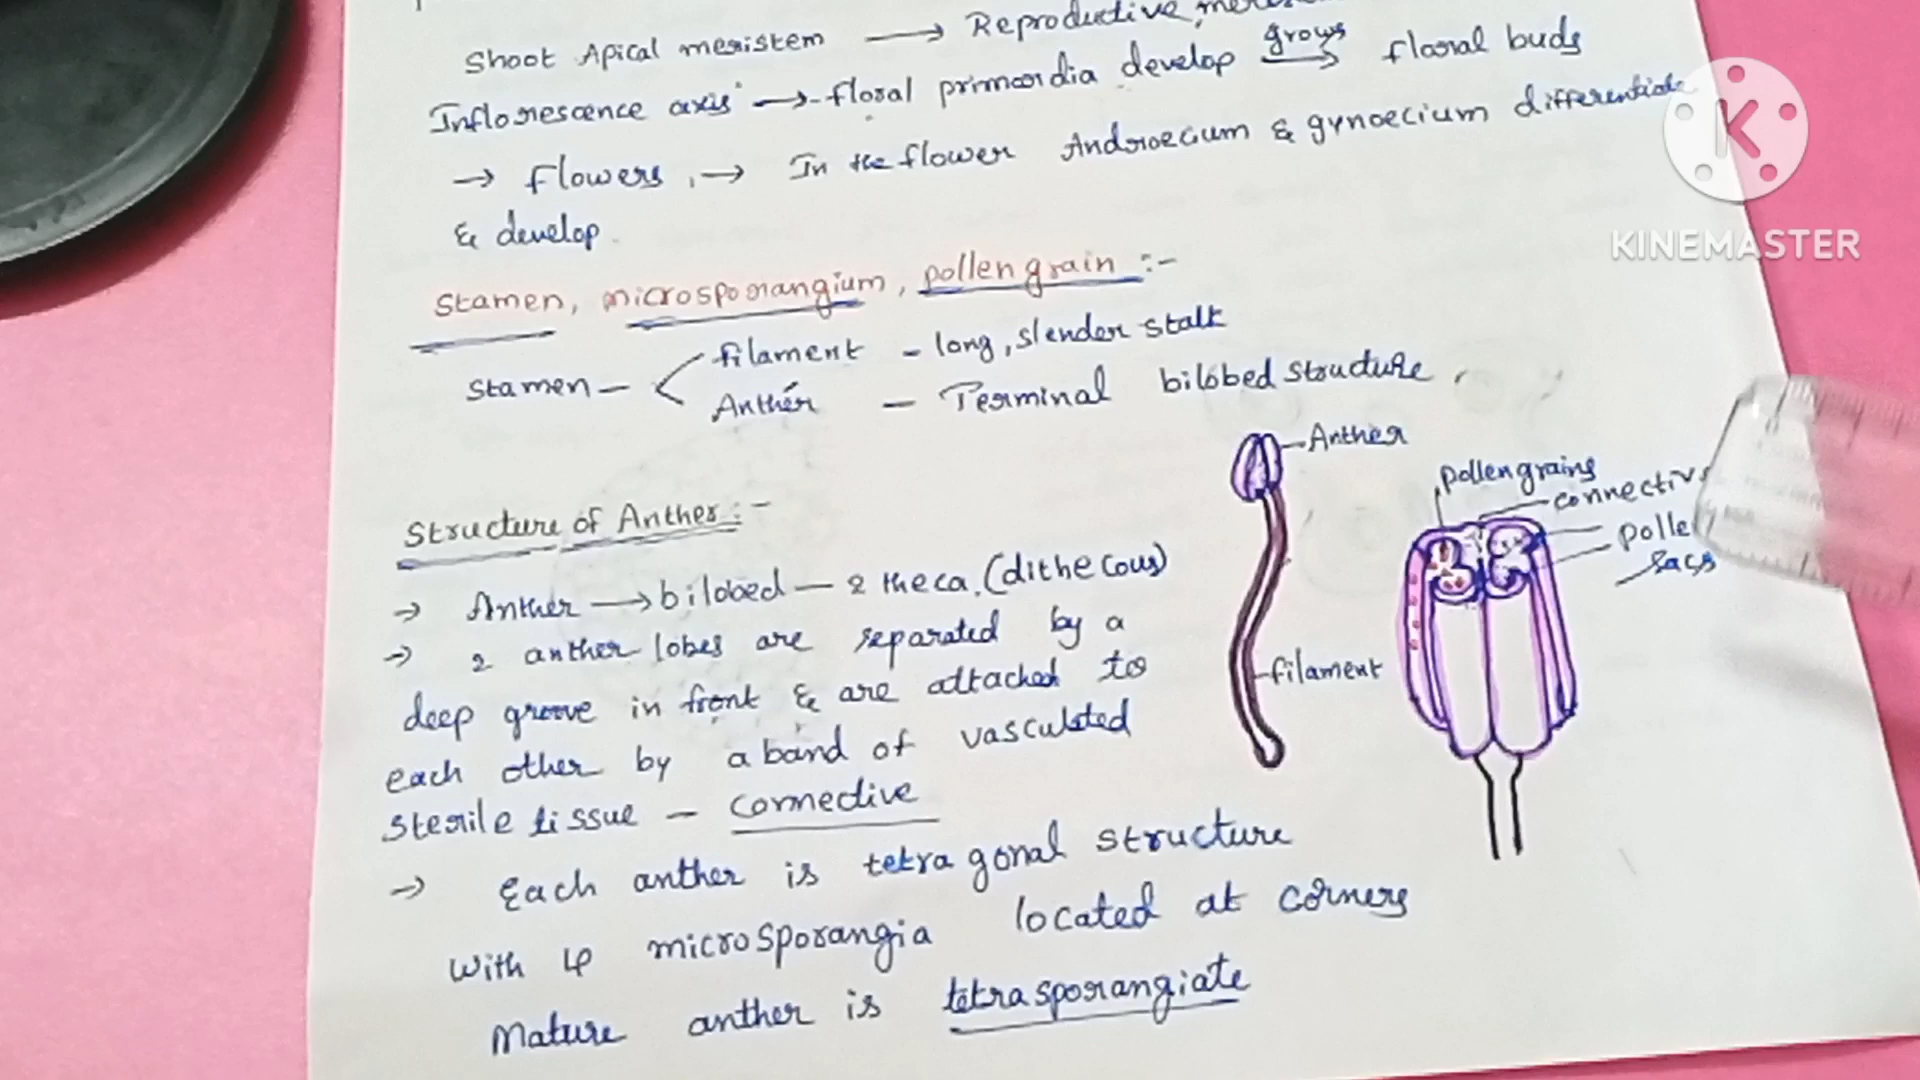 Shoot Apical meristem → Reproductive
Inflorescence axis → floral primordia develop grows → floral buds
→ flowers, → In the flower Androecium & gynoecium differentiate
& develop.
Stamen, microsporangium, pollen grain :-
Stamen — filament - long, slender stalk
Anther - Terminal bilobed structure.
Anther
pollen grains
connective
polle
sacs
filament
Structure of Anther :-
→ Anther → bilobed — 2 theca. (dithecous)
→ 2 anther lobes are separated by a
deep groove in front & are attached to
each other by a band of vasculated
sterile tissue - connective
→ Each anther is tetragonal structure
with 4 microsporangia located at corners
Mature anther is tetrasporangiate
K
KINEMASTER